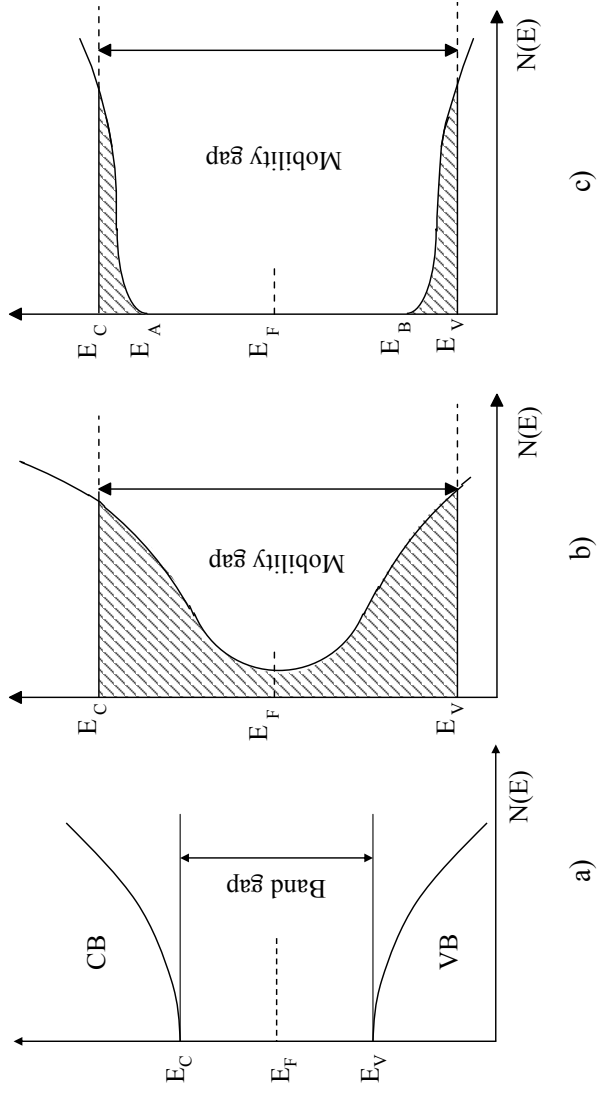 CB
E_C
Band gap
E_F
E_V
VB
N(E)
a)
E_C
Mobility gap
E_F
E_V
N(E)
b)
E_C
E_A
Mobility gap
E_F
E_B
E_V
N(E)
c)